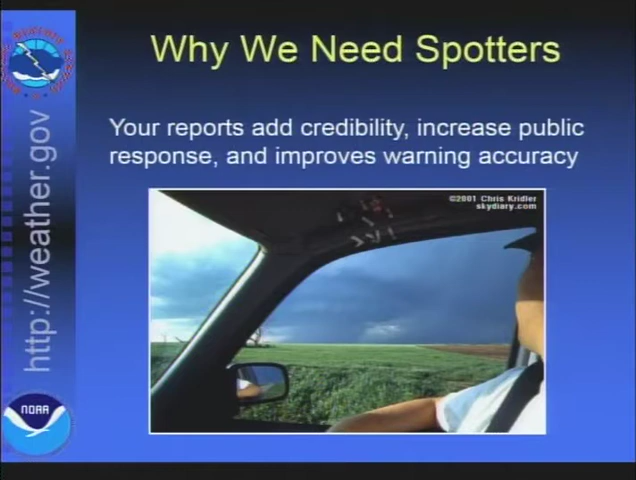 Why We Need Spotters
Your reports add credibility, increase public
response, and improves warning accuracy
©2001 Chris Kridler
skydiary.com
http://weather.gov
NOAA